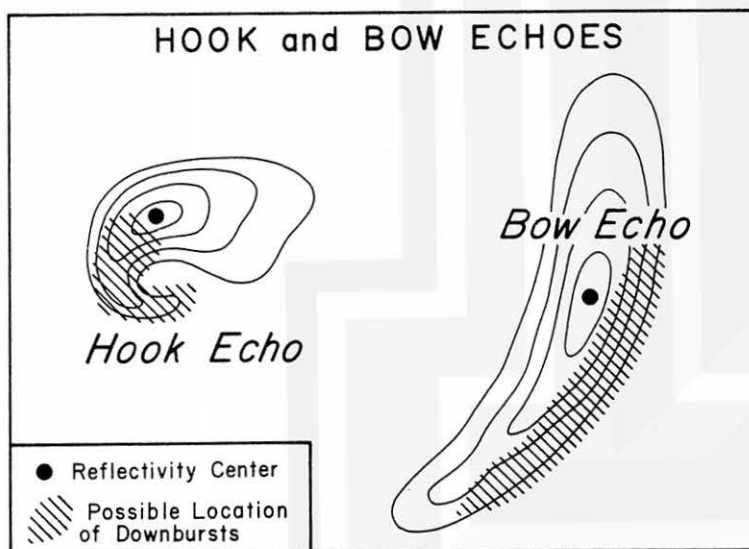 HOOK and BOW ECHOES
Bow Echo
Hook Echo
Reflectivity Center
Possible Location
of Downbursts